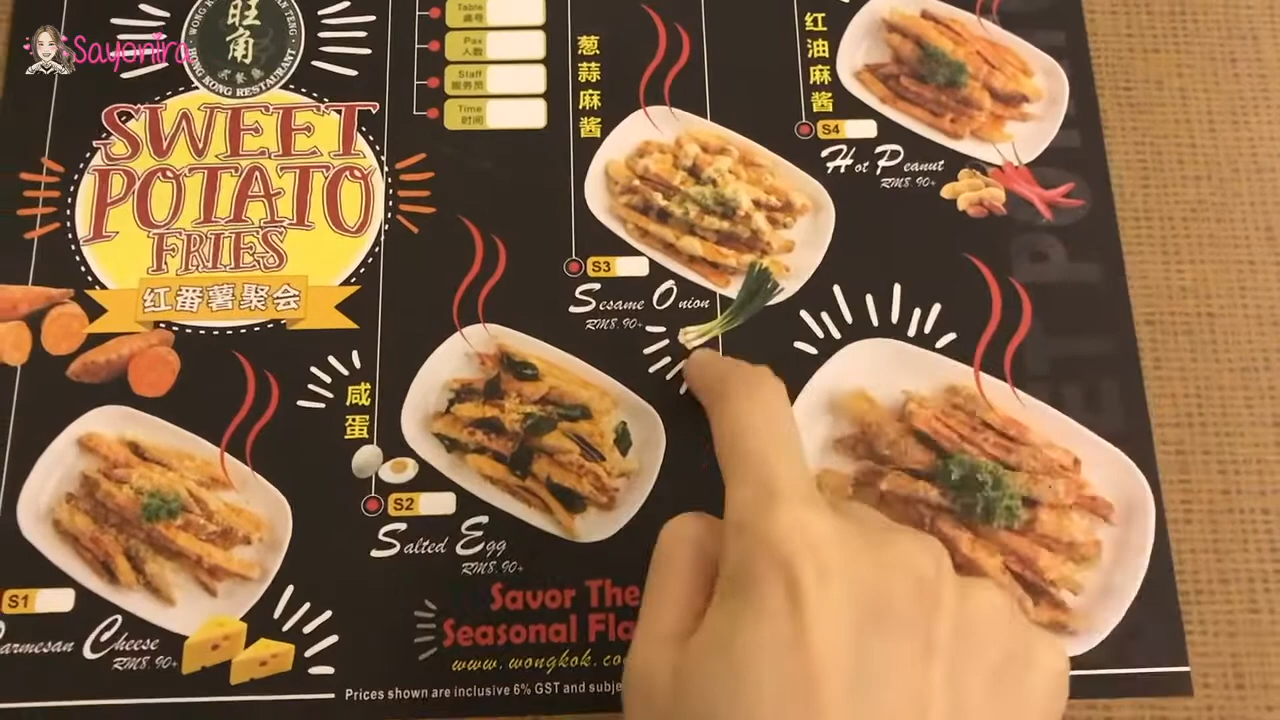 Sayonira
旺角
HONG KONG RESTAURANT
SWEET
POTATO
FRIES
红番薯聚会
Table
桌号
Pax
人数
Staff
服务员
Time
时间
葱蒜麻酱
S3
Sesame Onion
RM8.90+
红油麻酱
S4
Hot Peanut
RM8.90+
咸蛋
S2
Salted Egg
RM8.90+
S1
Parmesan Cheese
RM8.90+
Savor The
Seasonal Fla
www.wongkok.co
Prices shown are inclusive 6% GST and subje